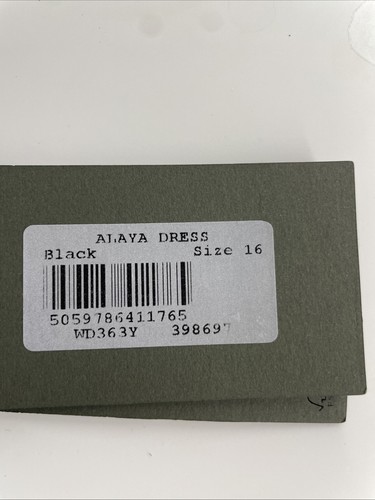 ALAYA DRESS
Black Size 16
5059786411765
WD363Y 398697